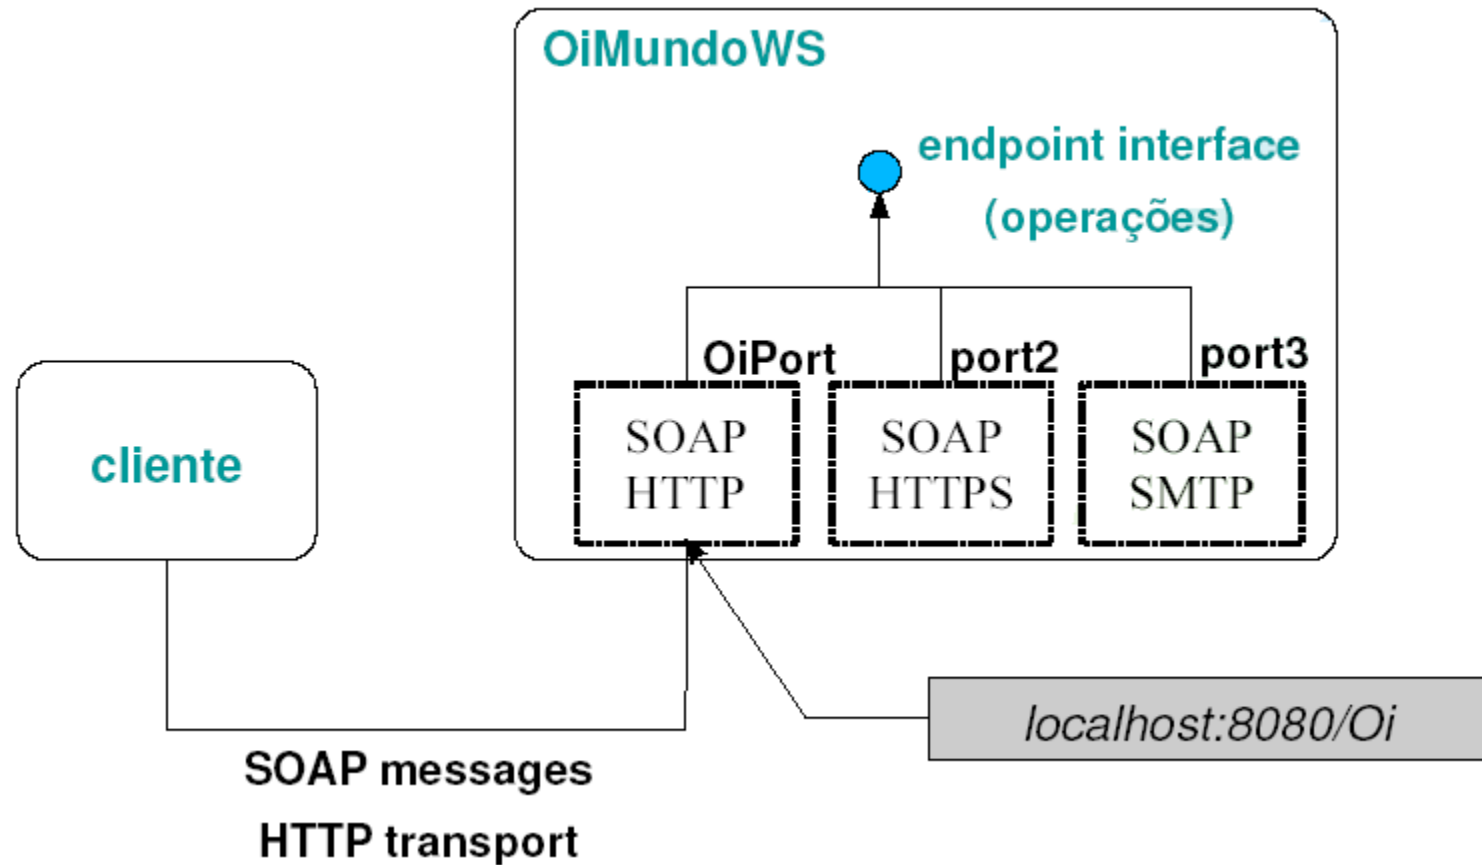 OiMundoWS
endpoint interface
(operações)
OiPort
port2
port3
SOAP
HTTP
SOAP
HTTPS
SOAP
SMTP
cliente
localhost:8080/Oi
SOAP messages
HTTP transport